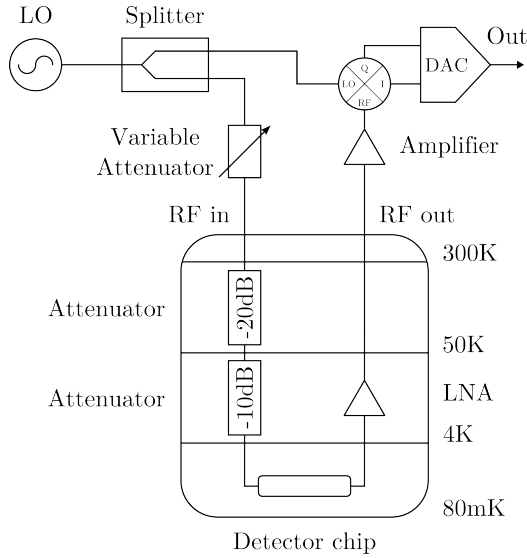 LO
Splitter
Out
Q
LO
I
RF
DAC
Variable
Attenuator
Amplifier
RF in
RF out
300K
-20dB
Attenuator
50K
-10dB
Attenuator
LNA
4K
80mK
Detector chip